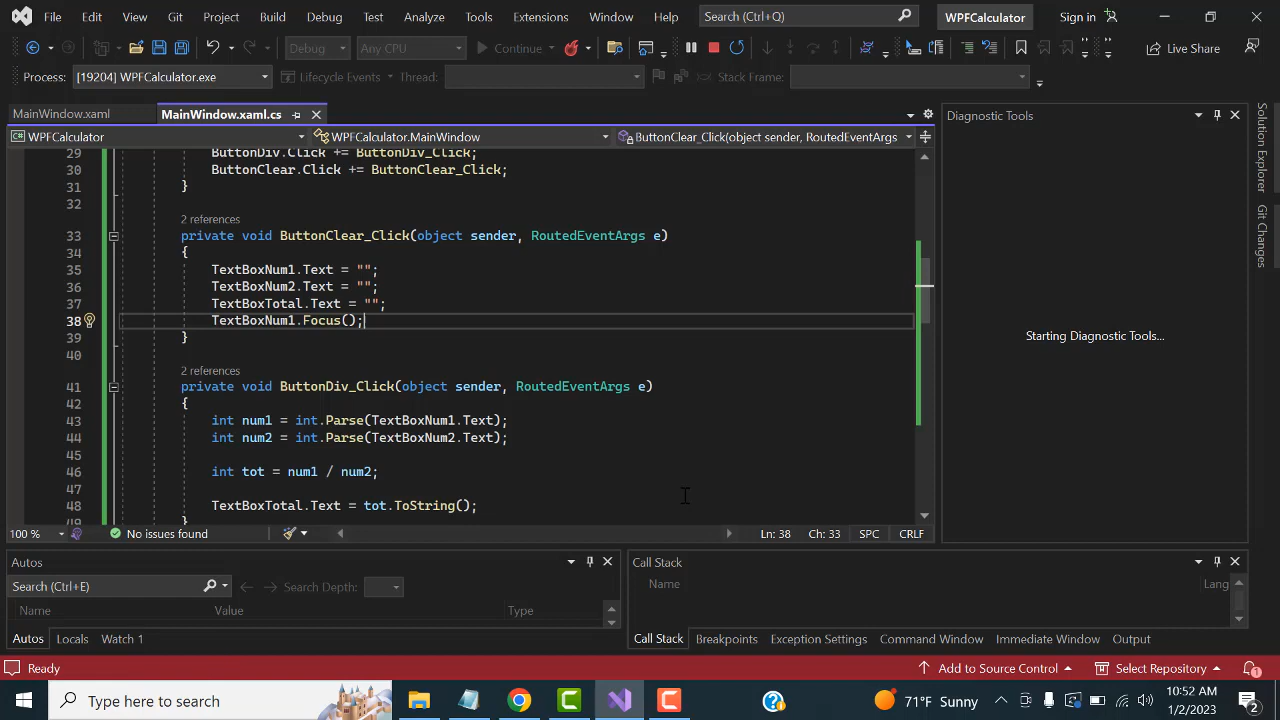 File Edit View Git Project Build Debug Test Analyze Tools Extensions Window Help Search (Ctrl+Q) WPFCalculator Sign in
Debug Any CPU Continue Live Share
Process: [19204] WPFCalculator.exe Lifecycle Events Thread: Stack Frame:
MainWindow.xaml MainWindow.xaml.cs Diagnostic Tools
WPFCalculator WPFCalculator.MainWindow ButtonClear_Click(object sender, RoutedEventArgs
29 ButtonDiv.Click += ButtonDiv_Click;
30 ButtonClear.Click += ButtonClear_Click;
31 }
32
2 references
33 private void ButtonClear_Click(object sender, RoutedEventArgs e)
34 {
35 TextBoxNum1.Text = "";
36 TextBoxNum2.Text = "";
37 TextBoxTotal.Text = "";
38 TextBoxNum1.Focus();
39 }
40
2 references
41 private void ButtonDiv_Click(object sender, RoutedEventArgs e)
42 {
43 int num1 = int.Parse(TextBoxNum1.Text);
44 int num2 = int.Parse(TextBoxNum2.Text);
45
46 int tot = num1 / num2;
47
48 TextBoxTotal.Text = tot.ToString();
49 }
Starting Diagnostic Tools...
Solution Explorer
Git Changes
100 % No issues found Ln: 38 Ch: 33 SPC CRLF
Autos Call Stack
Search (Ctrl+E) Search Depth: Name Lang
Name Value Type
Autos Locals Watch 1 Call Stack Breakpoints Exception Settings Command Window Immediate Window Output
Ready Add to Source Control Select Repository 1
Type here to search 71°F Sunny 10:52 AM
1/2/2023 2